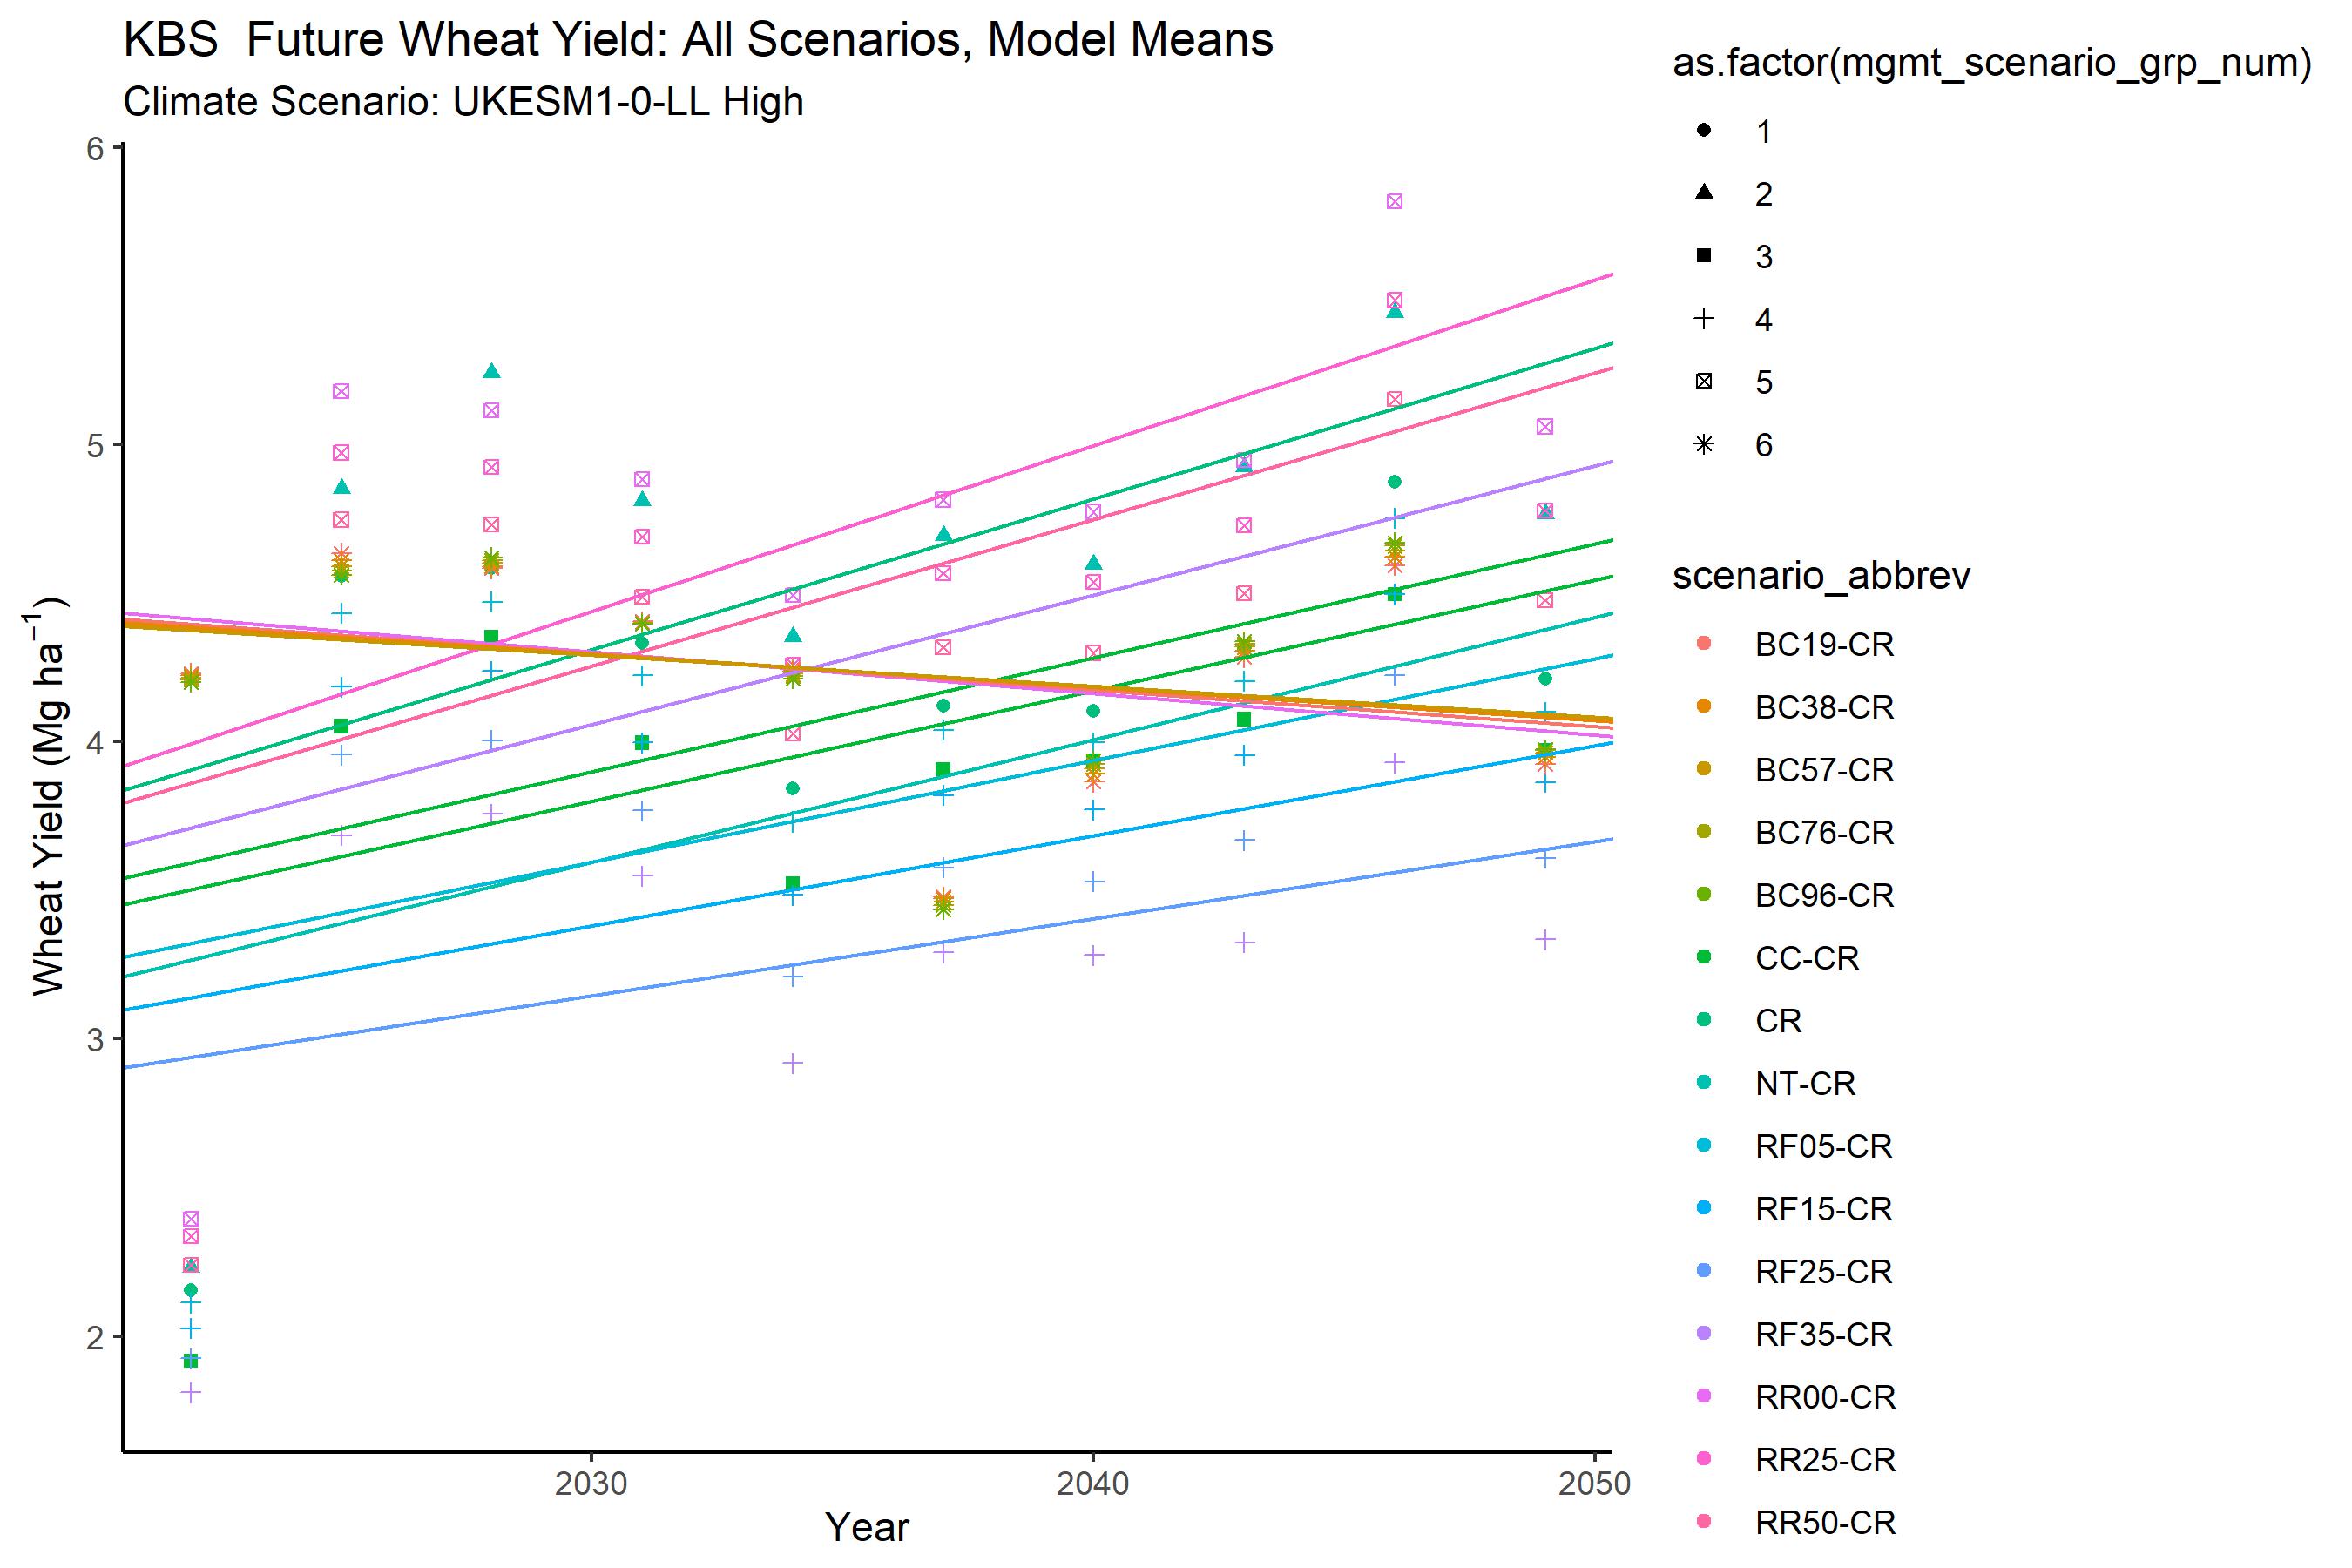 KBS  Future Wheat Yield: All Scenarios, Model Means
Climate Scenario: UKESM1-0-LL High
Wheat Yield (Mg ha⁻¹)
6
5
4
3
2
2030
2040
2050
Year
as.factor(mgmt_scenario_grp_num)
1
2
3
4
5
6
scenario_abbrev
BC19-CR
BC38-CR
BC57-CR
BC76-CR
BC96-CR
CC-CR
CR
NT-CR
RF05-CR
RF15-CR
RF25-CR
RF35-CR
RR00-CR
RR25-CR
RR50-CR